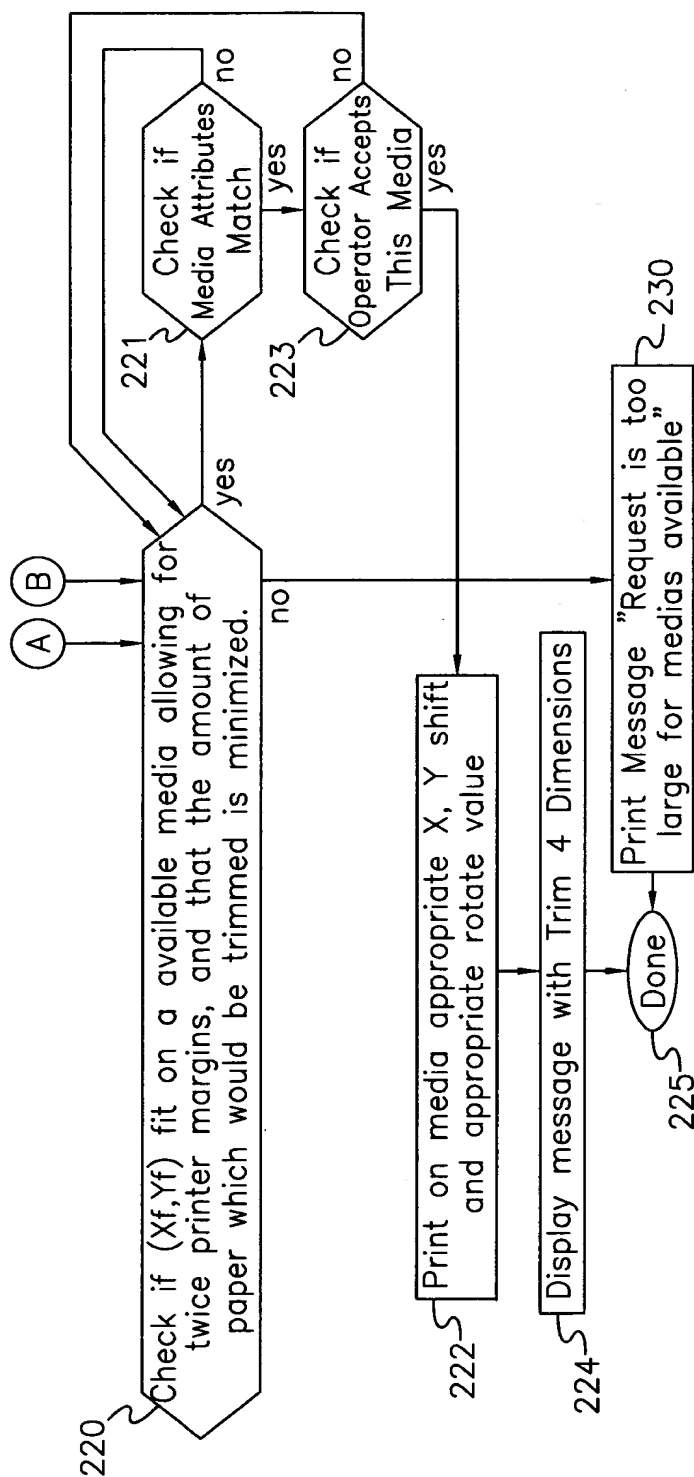 A
B
220
Check if (Xf,Yf) fit on a available media allowing for
twice printer margins, and that the amount of
paper which would be trimmed is minimized.
yes
no
221
Check if
Media Attributes
Match
no
yes
223
Check if
Operator Accepts
This Media
no
yes
222
Print on media appropriate X, Y shift
and appropriate rotate value
224
Display message with Trim 4 Dimensions
230
Print Message "Request is too
large for medias available"
Done
225